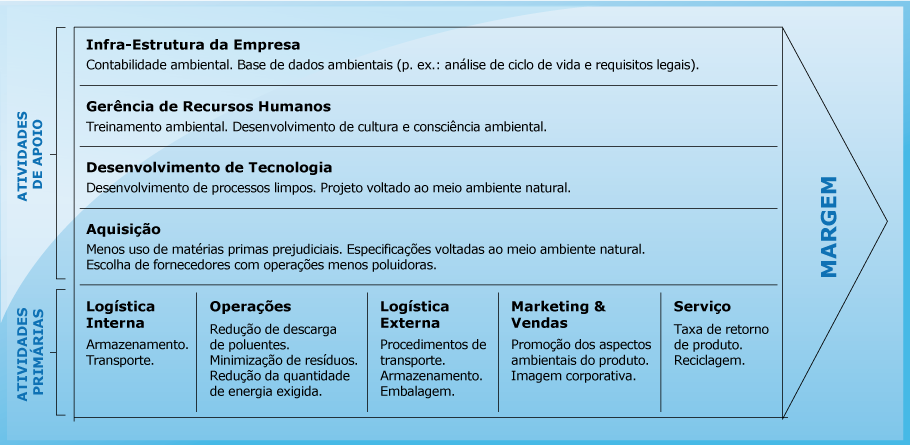 ATIVIDADES
DE APOIO
Infra-Estrutura da Empresa
Contabilidade ambiental. Base de dados ambientais (p. ex.: análise de ciclo de vida e requisitos legais).
Gerência de Recursos Humanos
Treinamento ambiental. Desenvolvimento de cultura e consciência ambiental.
Desenvolvimento de Tecnologia
Desenvolvimento de processos limpos. Projeto voltado ao meio ambiente natural.
Aquisição
Menos uso de matérias primas prejudiciais. Especificações voltadas ao meio ambiente natural.
Escolha de fornecedores com operações menos poluidoras.
ATIVIDADES
PRIMÁRIAS
Logística
Interna
Armazenamento.
Transporte.
Operações
Redução de descarga
de poluentes.
Minimização de resíduos.
Redução da quantidade
de energia exigida.
Logística
Externa
Procedimentos de
transporte.
Armazenamento.
Embalagem.
Marketing &
Vendas
Promoção dos aspectos
ambientais do produto.
Imagem corporativa.
Serviço
Taxa de retorno
de produto.
Reciclagem.
MARGEM